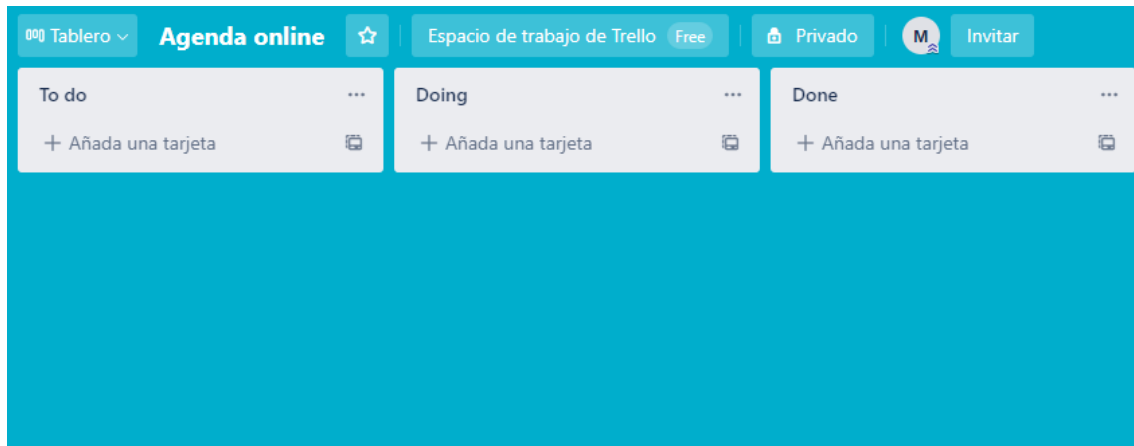 Tablero Agenda online Espacio de trabajo de Trello Free Privado M Invitar
To do Doing Done
+ Añada una tarjeta + Añada una tarjeta + Añada una tarjeta